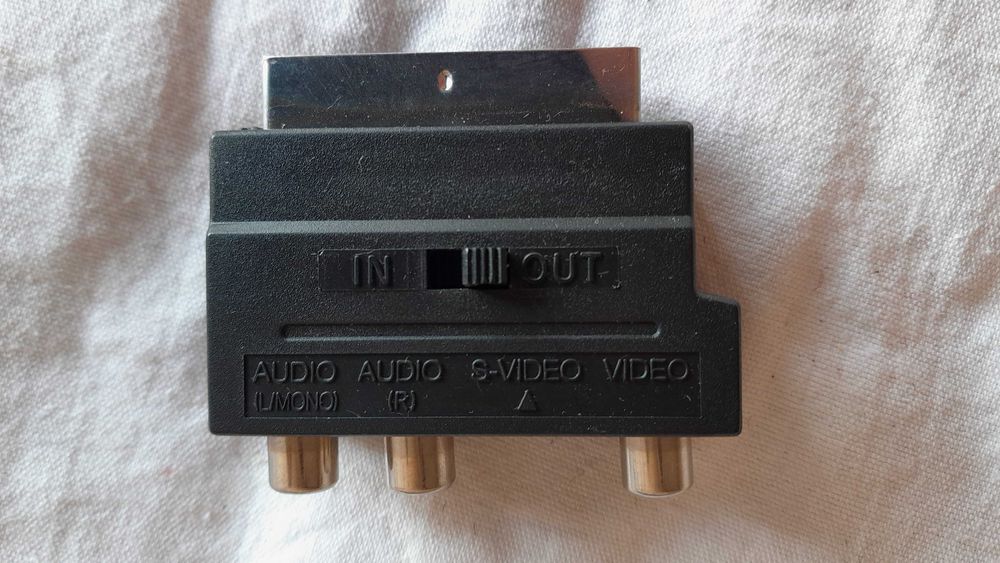 IN OUT
AUDIO AUDIO S-VIDEO VIDEO
(L/MONO) (R)